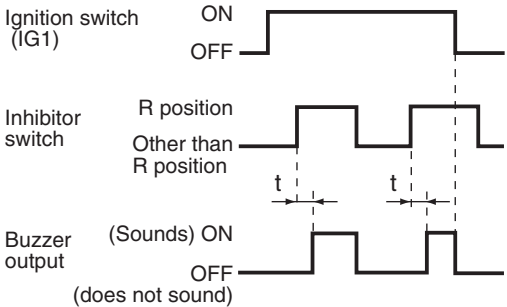 Ignition switch
(IG1)
ON
OFF
Inhibitor
switch
R position
Other than
R position
t
t
Buzzer
output
(Sounds) ON
OFF
(does not sound)